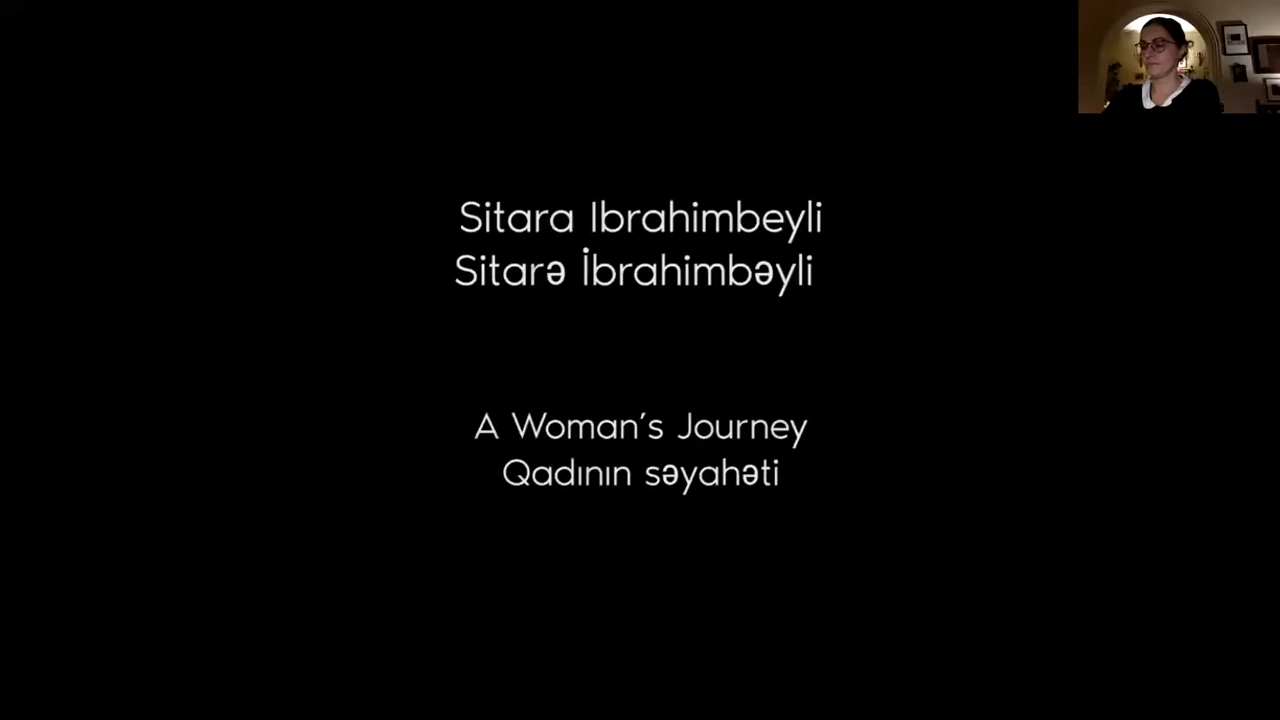 Sitara Ibrahimbeyli
Sitarə İbrahimbəyli
A Woman's Journey
Qadının səyahəti